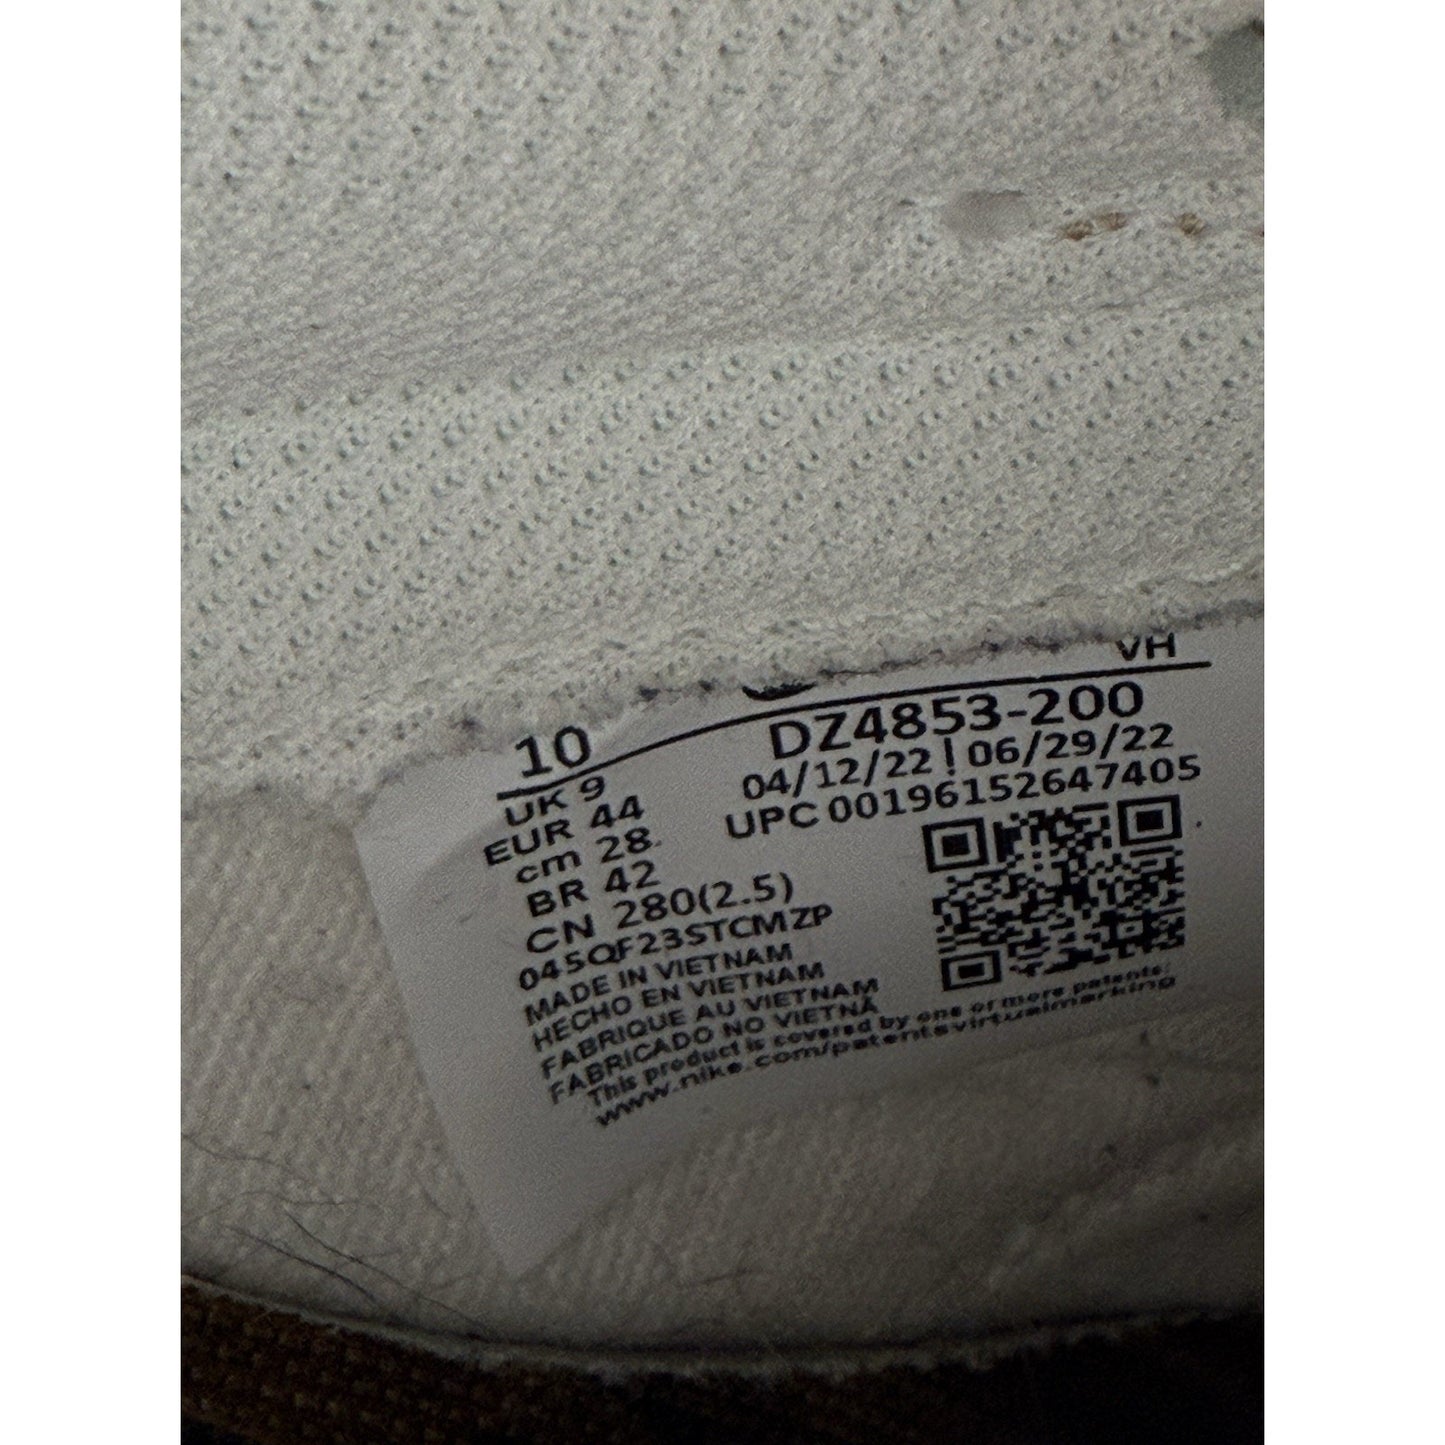 VH
10
DZ4853-200
UK 9
04/12/22 | 06/29/22
EUR 44
UPC 00196152647405
cm 28
BR 42
CN 280(2.5)
045QF23STCMZP
MADE IN VIETNAM
HECHO EN VIETNAM
FABRIQUE AU VIETNAM
FABRICADO NO VIETNÃ
This product is covered by one or more patents:
www.nike.com/patentsvirtualmarking